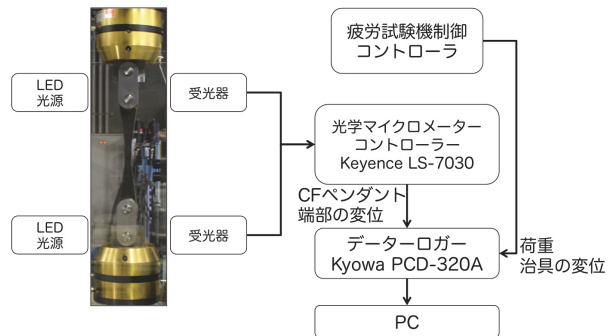 疲労試験機制御
コントローラ
LED
光源
受光器
光学マイクロメーター
コントローラー
Keyence LS-7030
CFペンダント
端部の変位
LED
光源
受光器
データーロガー
Kyowa PCD-320A
荷重
治具の変位
PC